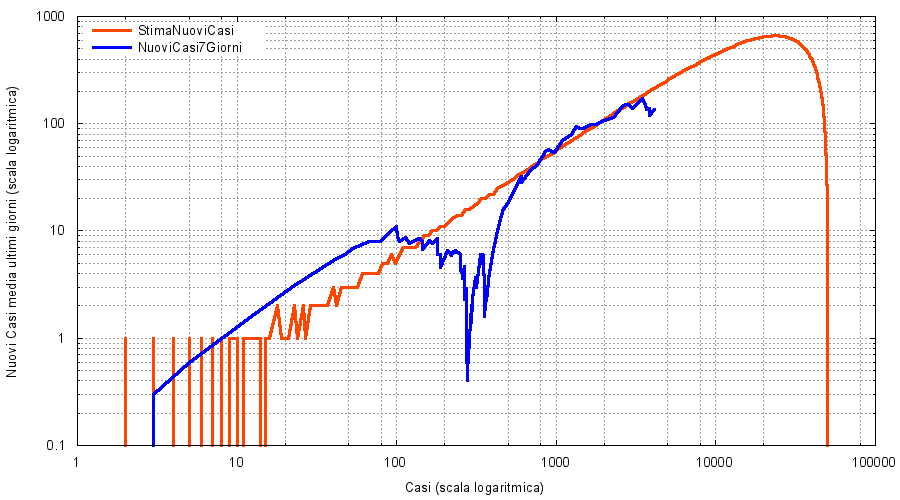 1000
StimaNuoviCasi
NuoviCasi7Giorni
100
10
1
0.1
Nuovi Casi media ultimi giorni (scala logaritmica)
1 10 100 1000 10000 100000
Casi (scala logaritmica)